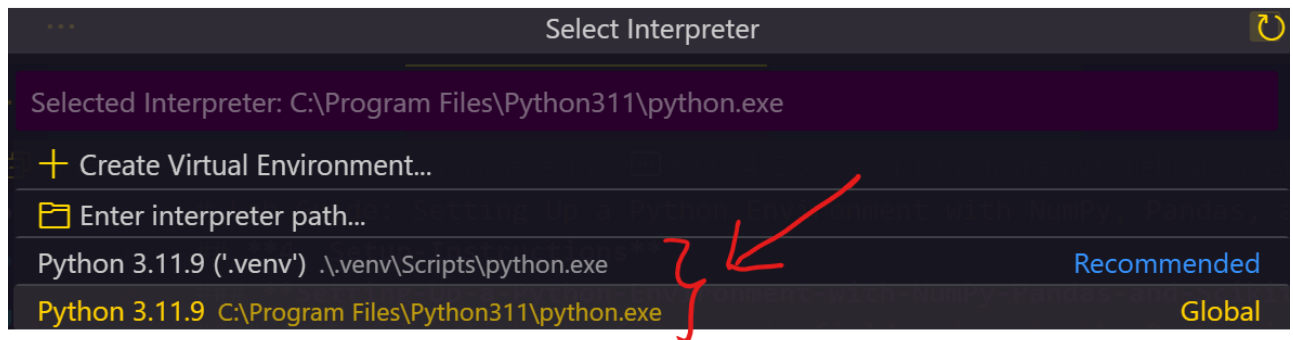 Select Interpreter
Selected Interpreter: C:\Program Files\Python311\python.exe
Create Virtual Environment...
Enter interpreter path...
Python 3.11.9 ('.venv') .\.venv\Scripts\python.exe Recommended
Python 3.11.9 C:\Program Files\Python311\python.exe Global